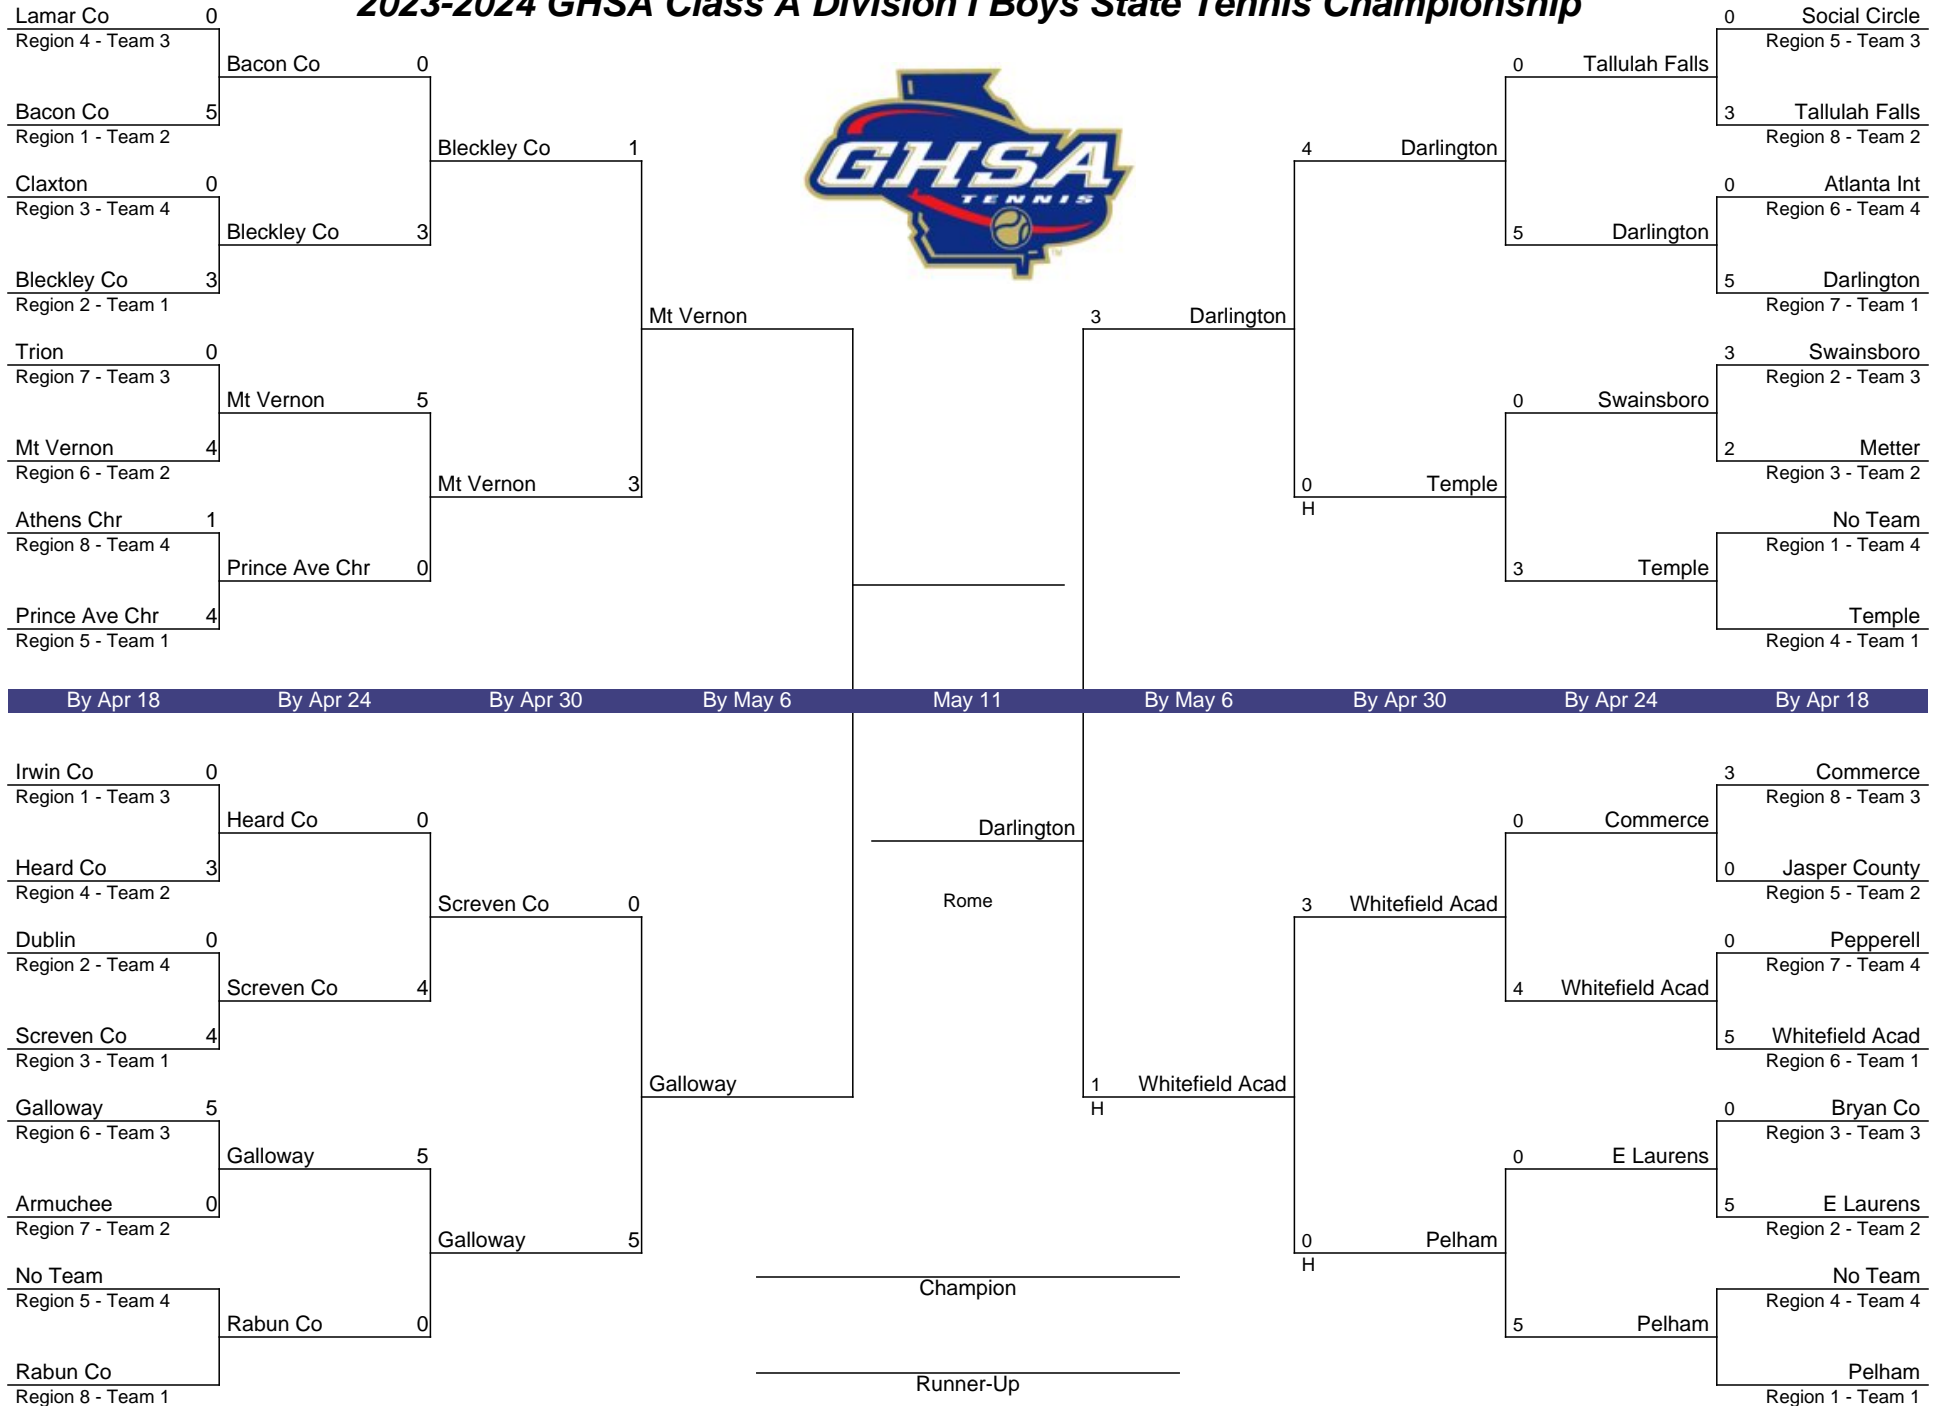 2023-2024 GHSA Class A Division I Boys State Tennis Championship
GHSA
TENNIS
TM
Lamar Co 0
Region 4 - Team 3
Bacon Co 0
Bacon Co 5
Region 1 - Team 2
Bleckley Co 1
Claxton 0
Region 3 - Team 4
Bleckley Co 3
Bleckley Co 3
Region 2 - Team 1
Mt Vernon
Trion 0
Region 7 - Team 3
Mt Vernon 5
Mt Vernon 4
Region 6 - Team 2
Mt Vernon 3
Athens Chr 1
Region 8 - Team 4
Prince Ave Chr 0
Prince Ave Chr 4
Region 5 - Team 1
0 Social Circle
Region 5 - Team 3
0 Tallulah Falls
3 Tallulah Falls
Region 8 - Team 2
4 Darlington
0 Atlanta Int
Region 6 - Team 4
5 Darlington
5 Darlington
Region 7 - Team 1
3 Darlington
3 Swainsboro
Region 2 - Team 3
0 Swainsboro
2 Metter
Region 3 - Team 2
0 Temple
H
No Team
Region 1 - Team 4
3 Temple
Temple
Region 4 - Team 1
By Apr 18 By Apr 24 By Apr 30 By May 6 May 11 By May 6 By Apr 30 By Apr 24 By Apr 18
Irwin Co 0
Region 1 - Team 3
Heard Co 0
Heard Co 3
Region 4 - Team 2
Screven Co 0
Dublin 0
Region 2 - Team 4
Screven Co 4
Screven Co 4
Region 3 - Team 1
Galloway
Galloway 5
Region 6 - Team 3
Galloway 5
Armuchee 0
Region 7 - Team 2
Galloway 5
No Team
Region 5 - Team 4
Rabun Co 0
Rabun Co
Region 8 - Team 1
Darlington
Rome
Champion
Runner-Up
3 Commerce
Region 8 - Team 3
0 Commerce
0 Jasper County
Region 5 - Team 2
3 Whitefield Acad
0 Pepperell
Region 7 - Team 4
4 Whitefield Acad
5 Whitefield Acad
Region 6 - Team 1
1 Whitefield Acad
H
0 Bryan Co
Region 3 - Team 3
0 E Laurens
5 E Laurens
Region 2 - Team 2
0 Pelham
H
No Team
Region 4 - Team 4
5 Pelham
Pelham
Region 1 - Team 1